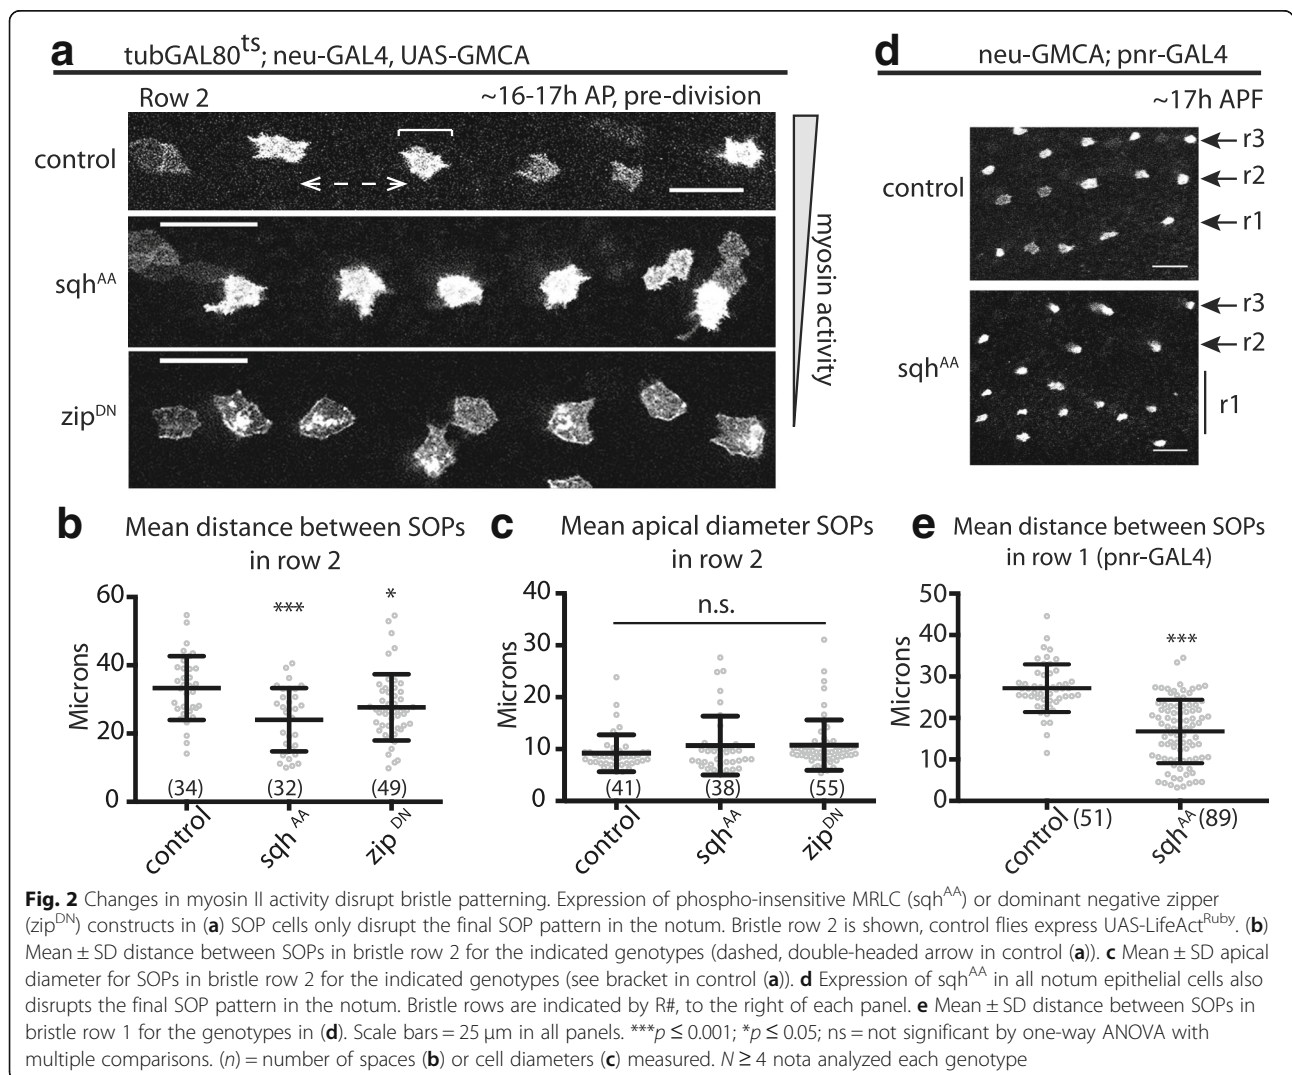 a tubGAL80ts; neu-GAL4, UAS-GMCA
Row 2 ~16-17h AP, pre-division
control
sqhAA
zipDN
myosin activity
d neu-GMCA; pnr-GAL4
~17h APF
control
r3
r2
r1
sqhAA
r3
r2
r1
b Mean distance between SOPs
in row 2
Microns
60
40
20
0
***
*
(34) (32) (49)
control sqhAA zipDN
c Mean apical diameter SOPs
in row 2
Microns
40
30
20
10
0
n.s.
(41) (38) (55)
control sqhAA zipDN
e Mean distance between SOPs
in row 1 (pnr-GAL4)
Microns
50
40
30
20
10
0
***
control (51) sqhAA (89)
Fig. 2 Changes in myosin II activity disrupt bristle patterning. Expression of phospho-insensitive MRLC (sqhAA) or dominant negative zipper
(zipDN) constructs in (a) SOP cells only disrupt the final SOP pattern in the notum. Bristle row 2 is shown, control flies express UAS-LifeActRuby. (b)
Mean ± SD distance between SOPs in bristle row 2 for the indicated genotypes (dashed, double-headed arrow in control (a)). c Mean ± SD apical
diameter for SOPs in bristle row 2 for the indicated genotypes (see bracket in control (a)). d Expression of sqhAA in all notum epithelial cells also
disrupts the final SOP pattern in the notum. Bristle rows are indicated by R#, to the right of each panel. e Mean ± SD distance between SOPs in
bristle row 1 for the genotypes in (d). Scale bars = 25 μm in all panels. ***p ≤ 0.001; *p ≤ 0.05; ns = not significant by one-way ANOVA with
multiple comparisons. (n) = number of spaces (b) or cell diameters (c) measured. N ≥ 4 nota analyzed each genotype